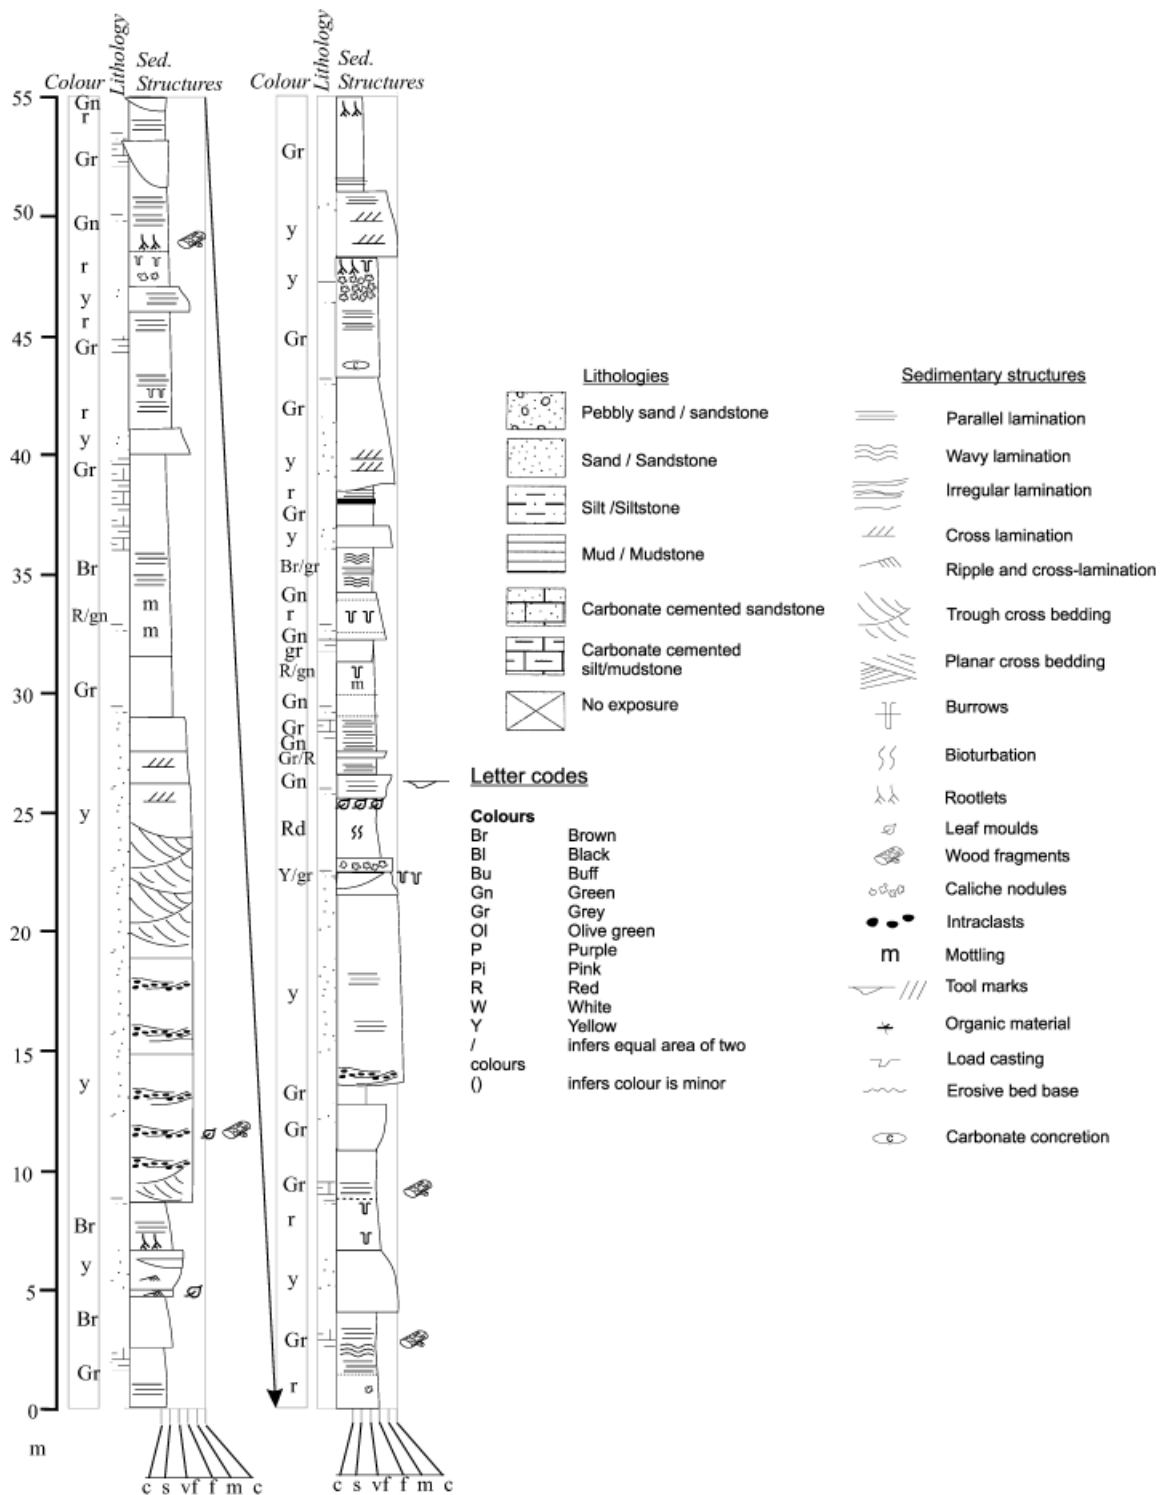 Colour Lithology Sed. Structures
Colour Lithology Sed. Structures
55
50
45
40
35
30
25
20
15
10
5
0
m
Gn
r
Gr
Gn
r
y
r
Gr
r
y
Gr
Br
R/gn
Gr
y
y
Br
y
Br
Gr
m
m
c s vf f m c
Gr
y
y
Gr
Gr
y
r
Gr
y
Br/gr
Gn
r
Gn
gr
R/gn
Gn
Gr
Gn
Gr/R
Gn
Rd
Y/gr
y
Gr
Gr
Gr
r
y
Gr
r
c
m
c s vf f m c
Lithologies
Pebbly sand / sandstone
Sand / Sandstone
Silt /Siltstone
Mud / Mudstone
Carbonate cemented sandstone
Carbonate cemented
silt/mudstone
No exposure
Letter codes
Colours
Br Brown
Bl Black
Bu Buff
Gn Green
Gr Grey
Ol Olive green
P Purple
Pi Pink
R Red
W White
Y Yellow
/ infers equal area of two
colours
() infers colour is minor
Sedimentary structures
Parallel lamination
Wavy lamination
Irregular lamination
Cross lamination
Ripple and cross-lamination
Trough cross bedding
Planar cross bedding
Burrows
Bioturbation
Rootlets
Leaf moulds
Wood fragments
Caliche nodules
Intraclasts
m Mottling
Tool marks
Organic material
Load casting
Erosive bed base
c Carbonate concretion